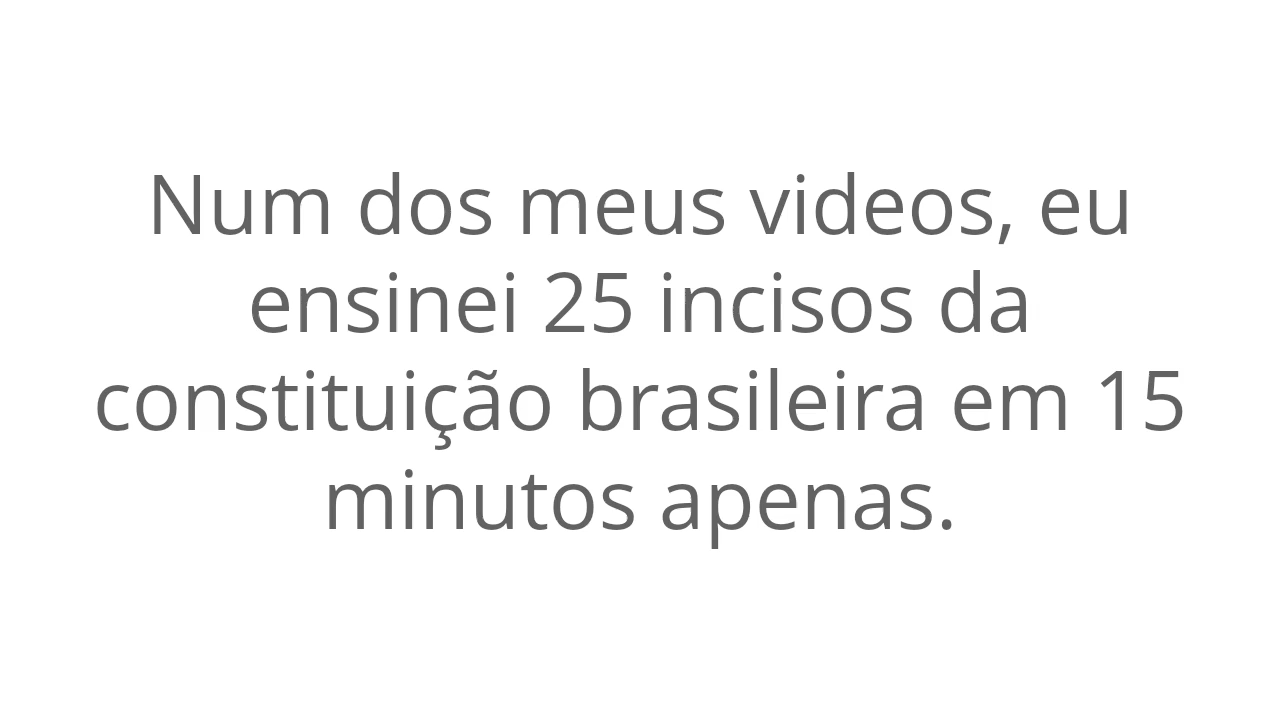 Num dos meus videos, eu
ensinei 25 incisos da
constituição brasileira em 15
minutos apenas.